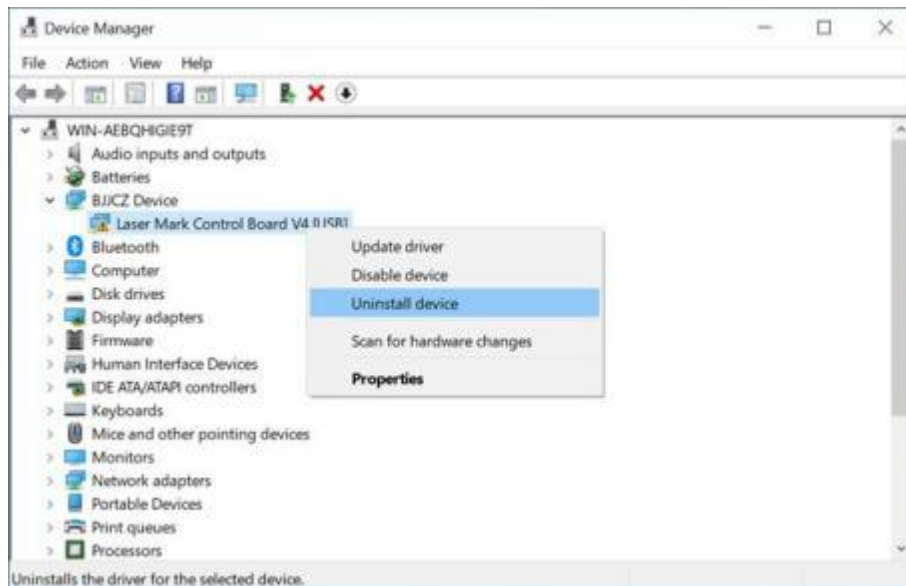 Device Manager
File Action View Help
WIN-AEBQHIGIE9T
Audio inputs and outputs
Batteries
BJJCZ Device
Laser Mark Control Board V4 [USB]
Bluetooth
Update driver
Computer
Disable device
Disk drives
Uninstall device
Display adapters
Firmware
Scan for hardware changes
Human Interface Devices
Properties
IDE ATA/ATAPI controllers
Keyboards
Mice and other pointing devices
Monitors
Network adapters
Portable Devices
Print queues
Processors
Uninstalls the driver for the selected device.